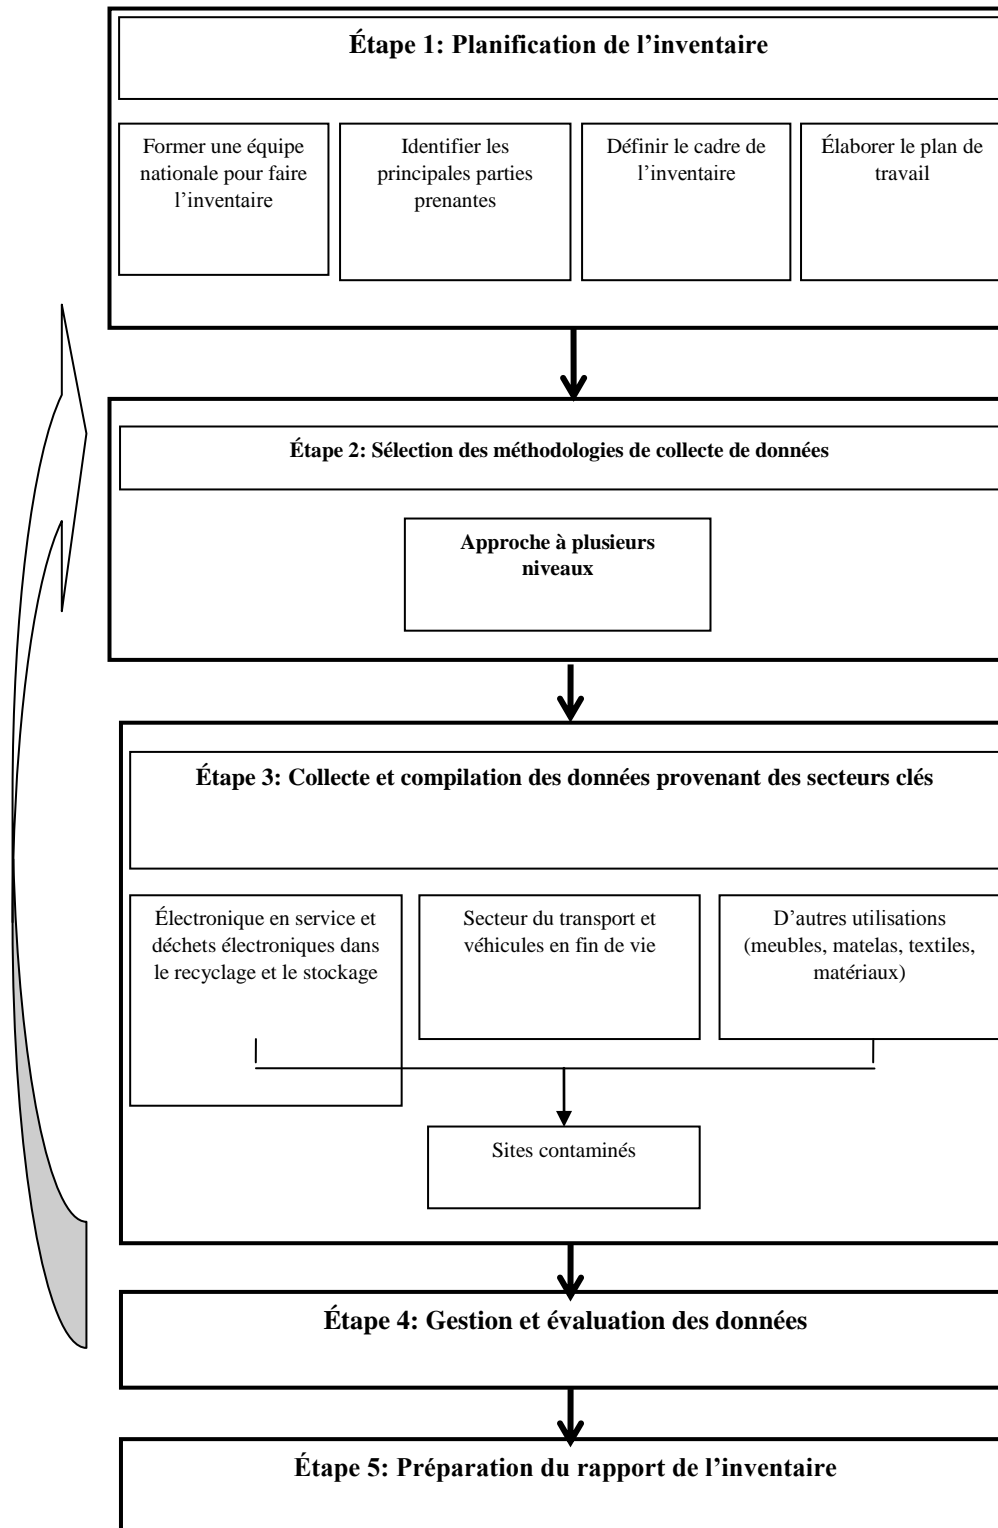 Étape 1: Planification de l’inventaire
Former une équipe
nationale pour faire
l’inventaire
Identifier les
principales parties
prenantes
Définir le cadre de
l’inventaire
Élaborer le plan de
travail
Étape 2: Sélection des méthodologies de collecte de données
Approche à plusieurs
niveaux
Étape 3: Collecte et compilation des données provenant des secteurs clés
Électronique en service et
déchets électroniques dans
le recyclage et le stockage
Secteur du transport et
véhicules en fin de vie
D’autres utilisations
(meubles, matelas, textiles,
matériaux)
Sites contaminés
Étape 4: Gestion et évaluation des données
Étape 5: Préparation du rapport de l’inventaire